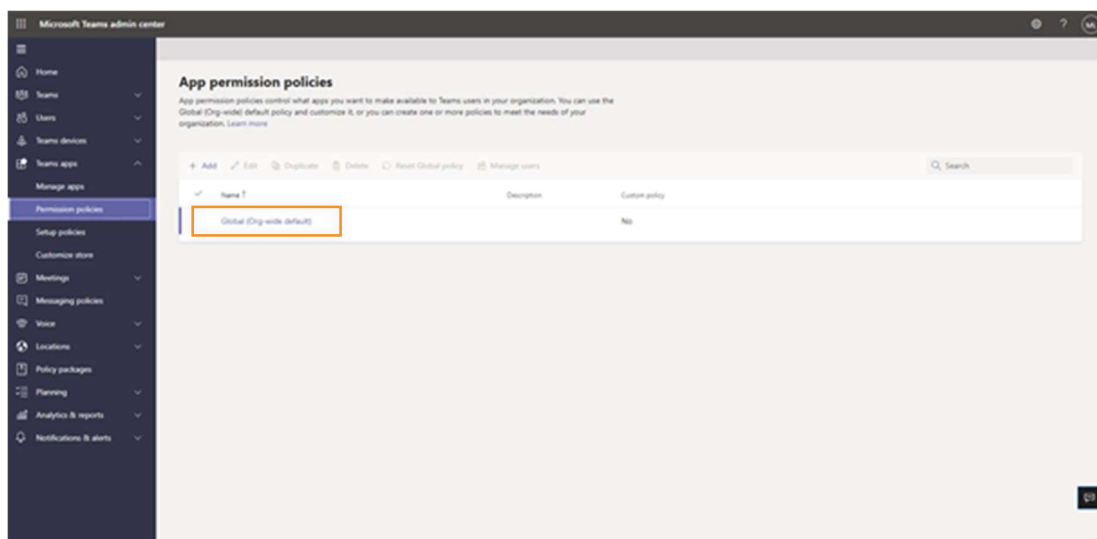 Microsoft Teams admin center
?
Home
Teams
Users
Teams devices
Teams apps
Manage apps
Permission policies
Setup policies
Customize store
Meetings
Messaging policies
Voice
Locations
Policy packages
Planning
Analytics & reports
Notifications & alerts
App permission policies
App permission policies control what apps you want to make available to Teams users in your organization. You can use the
Global (Org-wide) default policy and customize it, or you can create one or more policies to meet the needs of your
organization. Learn more
+ Add Edit Duplicate Delete Reset Global policy Manage users Search
Name ↑ Description Custom policy
Global (Org-wide default) No